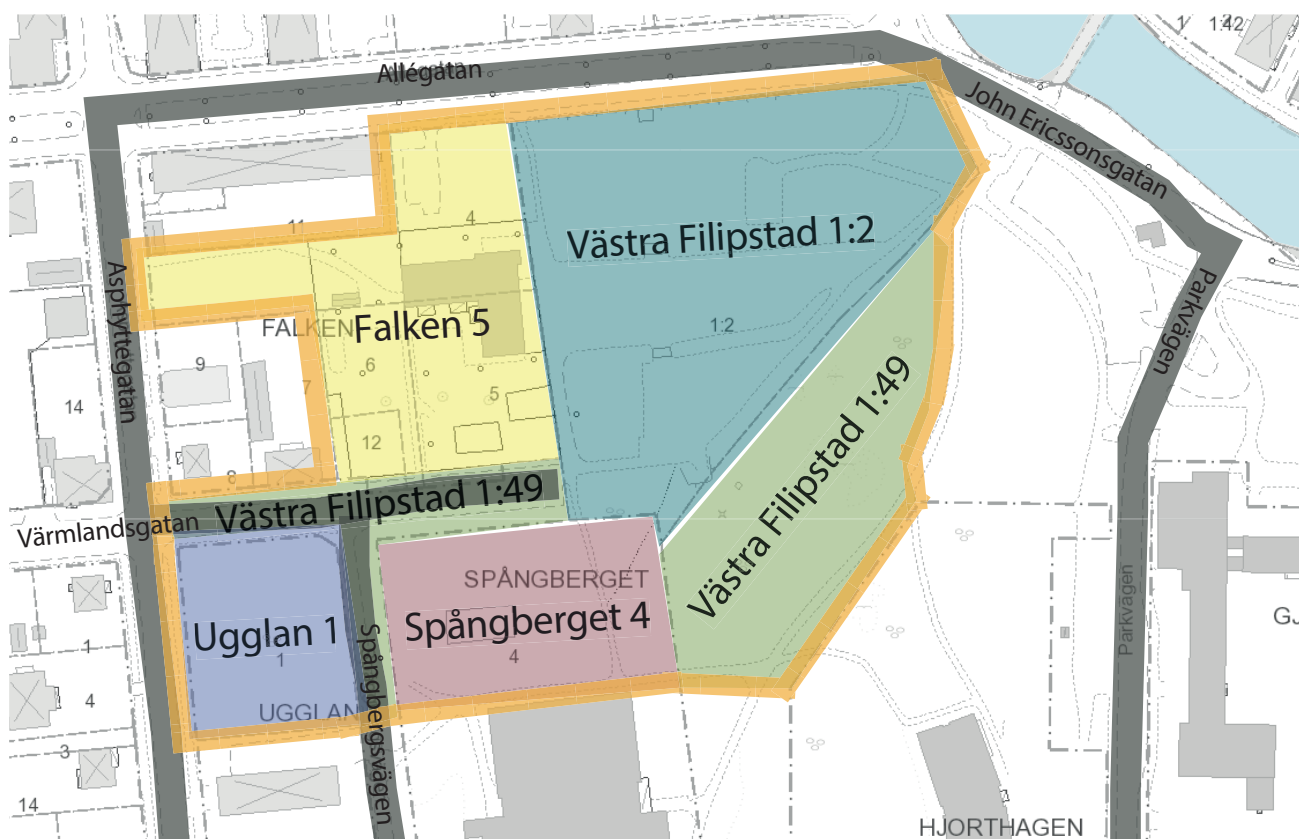 1
1:42
Allégatan
John Ericssonsgatan
11
4
Västra Filipstad 1:2
Asphyttegatan
Parkvägen
FALKEN
Falken 5
1:2
9
6
7
5
14
Västra Filipstad 1:49
12
8
Västra Filipstad 1:49
Värmlandsgatan
SPÅNGBERGET
Spångberget 4
4
Ugglan 1
1
UGGLAN
Spångbergsvägen
Parkvägen
GJ
1
4
3
14
HJORTHAGEN